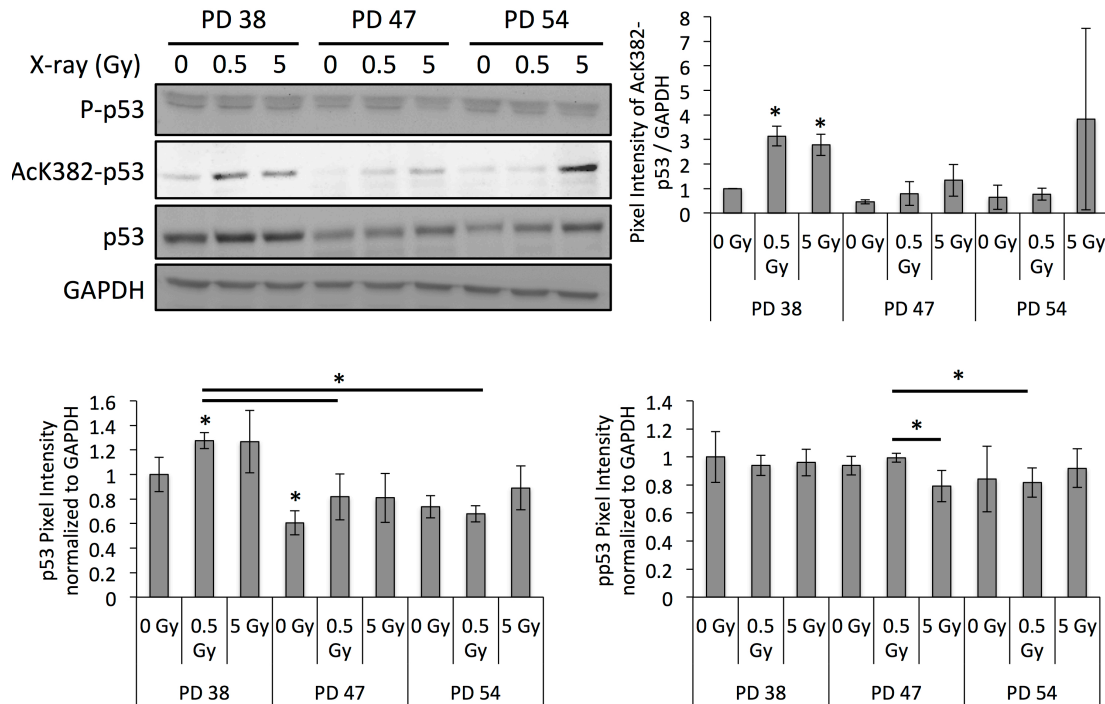 PD 38 PD 47 PD 54
X-ray (Gy) 0 0.5 5 0 0.5 5 0 0.5 5
P-p53
AcK382-p53
p53
GAPDH
Pixel Intensity of AcK382-
p53 / GAPDH
8
7
6
5
4
3
2
1
0
* *
0 Gy 0.5 5 Gy 0 Gy 0.5 5 Gy 0 Gy 0.5 5 Gy
Gy Gy Gy
PD 38 PD 47 PD 54
p53 Pixel Intensity
normalized to GAPDH
1.6
1.4
1.2
1
0.8
0.6
0.4
0.2
0
*
* *
0 Gy 0.5 5 Gy 0 Gy 0.5 5 Gy 0 Gy 0.5 5 Gy
Gy Gy Gy
PD 38 PD 47 PD 54
pp53 Pixel Intensity
normalized to GAPDH
1.4
1.2
1
0.8
0.6
0.4
0.2
0
*
*
0 Gy 0.5 5 Gy 0 Gy 0.5 5 Gy 0 Gy 0.5 5 Gy
Gy Gy Gy
PD 38 PD 47 PD 54